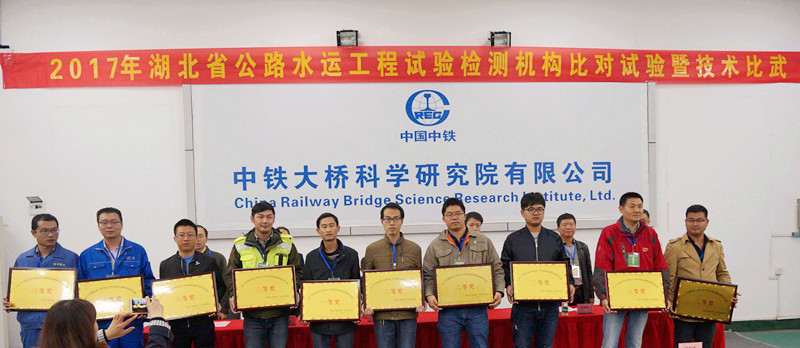 2017年湖北省公路水运工程试验检测机构比对试验暨技术比武
CREC
中国中铁
中铁大桥科学研究院有限公司
China Railway Bridge Science Research Institute, Ltd.